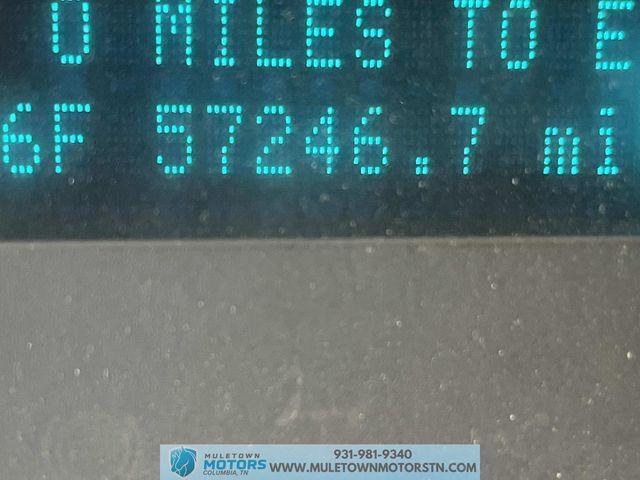 0 MILES TO E
6F 57246.7 mi
MULETOWN
MOTORS
COLUMBIA, TN
931-981-9340
WWW.MULETOWNMOTORSTN.COM